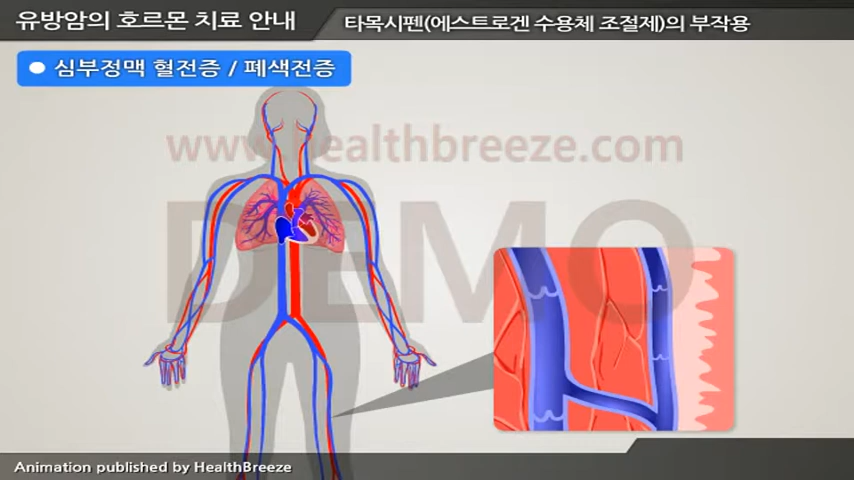 유방암의 호르몬 치료 안내
타목시펜(에스트로겐 수용체 조절제)의 부작용
심부정맥 혈전증 / 폐색전증
www.healthbreeze.com
DEMO
Animation published by HealthBreeze